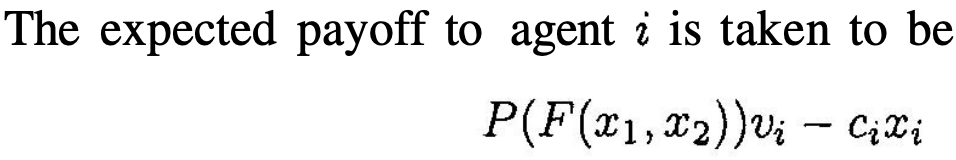 The expected payoff to agent i is taken to be
P(F(x₁, x₂))vᵢ − cᵢxᵢ